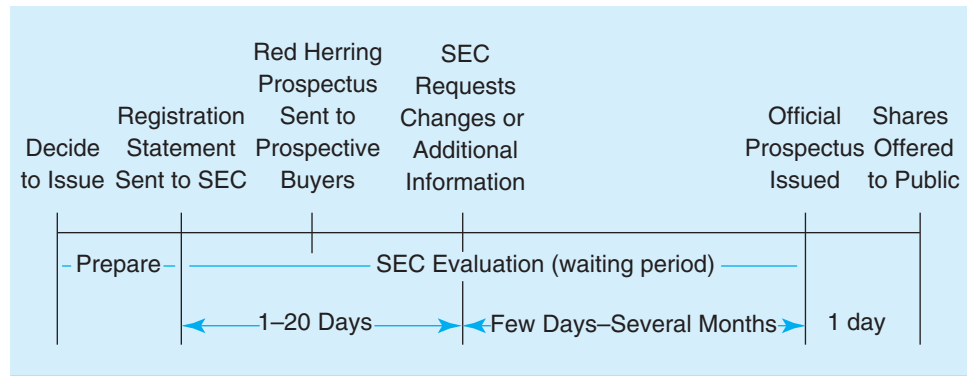 Decide
to Issue
Registration
Statement
Sent to SEC
Red Herring
Prospectus
Sent to
Prospective
Buyers
SEC
Requests
Changes or
Additional
Information
Official
Prospectus
Issued
Shares
Offered
to Public
Prepare
SEC Evaluation (waiting period)
1–20 Days
Few Days–Several Months
1 day